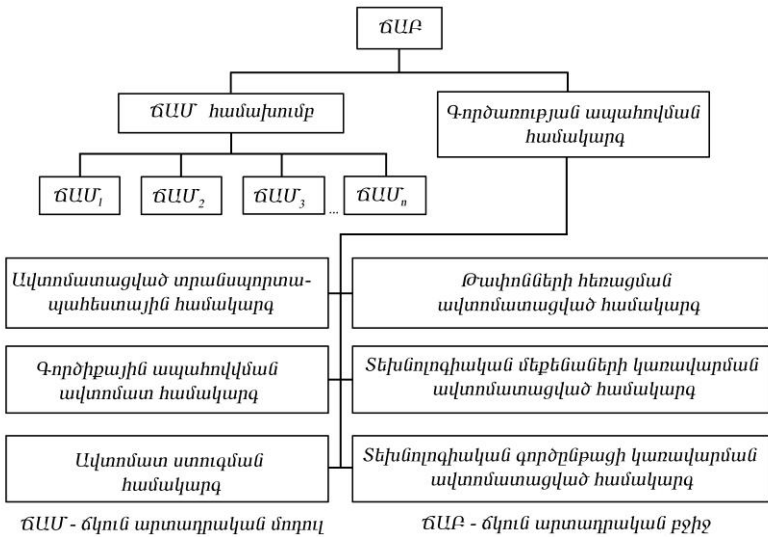 ՃԱԲ
ՃԱՄ համախումբ
Գործառության ապահովման
համակարգ
ՃԱՄ1
ՃԱՄ2
ՃԱՄ3
...
ՃԱՄn
Ավտոմատացված տրանսպորտա-
պահեստային համակարգ
Թափոնների հեռացման
ավտոմատացված համակարգ
Գործիքային ապահովվման
ավտոմատ համակարգ
Տեխնոլոգիական մեքենաների կառավարման
ավտոմատացված համակարգ
Ավտոմատ ստուգման
համակարգ
Տեխնոլոգիական գործընթացի կառավարման
ավտոմատացված համակարգ
ՃԱՄ - ճկուն արտադրական մոդուլ
ՃԱԲ - ճկուն արտադրական բջիջ